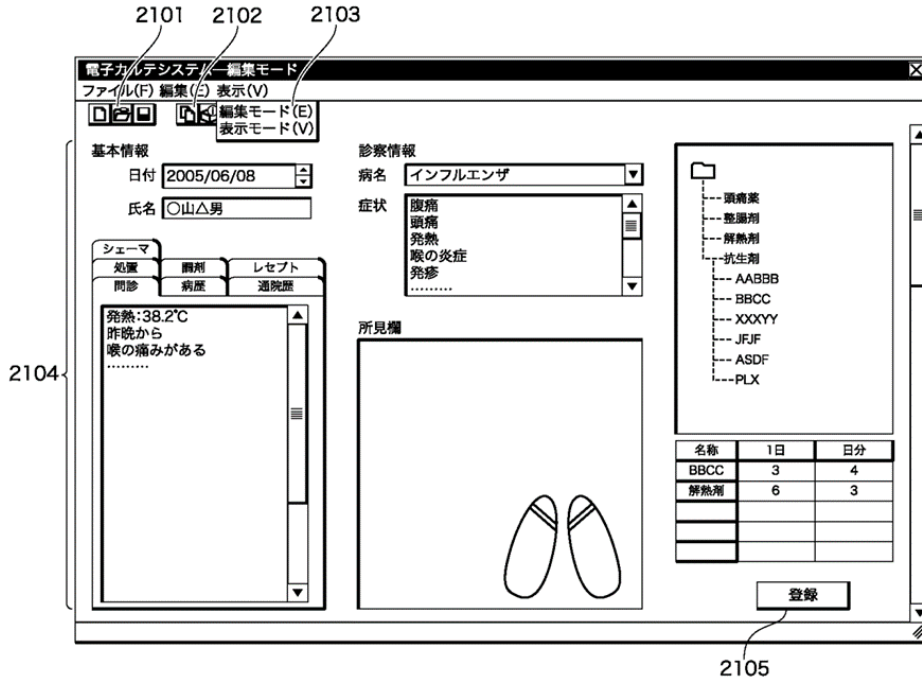 2101
2102
2103
電子カルテシステム—編集モード
ファイル(F) 編集(E) 表示(V)
編集モード(E)
表示モード(V)
2104
基本情報
日付 2005/06/08
氏名 〇山△男
シェーマ
処置 調剤 レセプト
問診 病歴 通院歴
発熱:38.2℃
昨晩から
喉の痛みがある
………
診察情報
病名 インフルエンザ
症状 腹痛
頭痛
発熱
喉の炎症
発疹
………
所見欄
頭痛薬
整腸剤
解熱剤
抗生剤
AABBB
BBCC
XXXYY
JFJF
ASDF
PLX
名称 1日 日分
BBCC 3 4
解熱剤 6 3
登録
2105